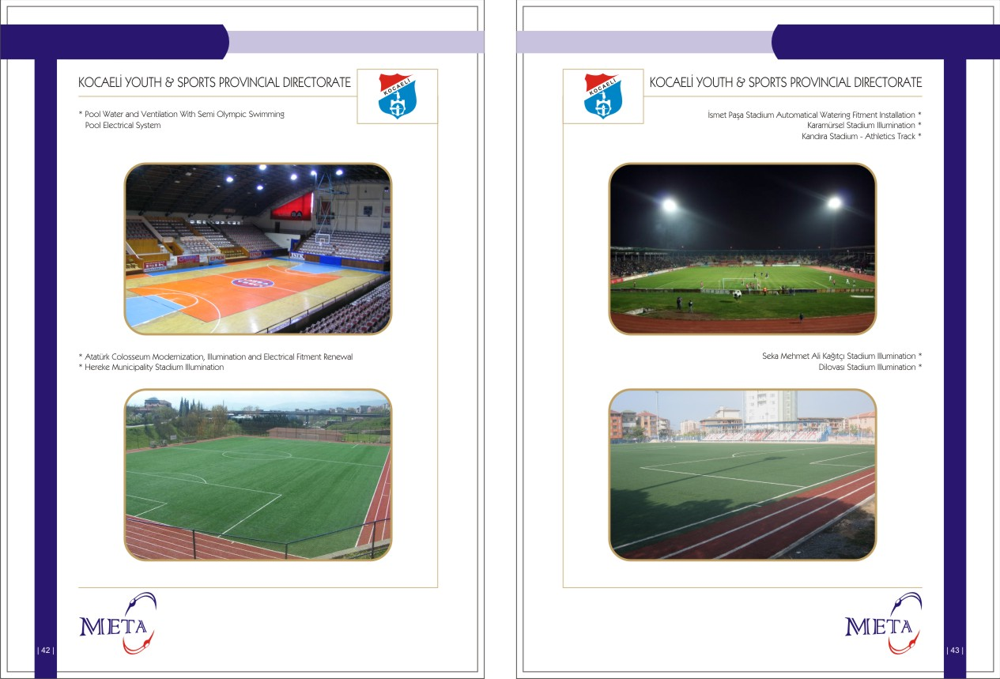 KOCAELİ YOUTH & SPORTS PROVINCIAL DIRECTORATE
KOCAELİ
* Pool Water and Ventilation With Semi Olympic Swimming
Pool Electrical System
* Atatürk Colosseum Modernization, Illumination and Electrical Fitment Renewal
* Hereke Municipality Stadium Illumination
META
| 42 |
KOCAELİ
KOCAELİ YOUTH & SPORTS PROVINCIAL DIRECTORATE
İsmet Paşa Stadium Automatical Watering Fitment Installation *
Karamürsel Stadium Illumination *
Kandıra Stadium - Athletics Track *
Seka Mehmet Ali Kağıtçı Stadium Illumination *
Dilovası Stadium Illumination *
META
| 43 |